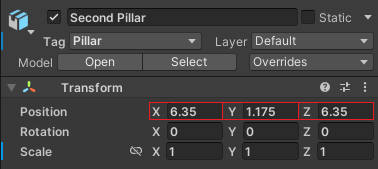 Second Pillar Static
Tag Pillar Layer Default
Model Open Select Overrides
Transform
Position X 6.35 Y 1.175 Z 6.35
Rotation X 0 Y 0 Z 0
Scale X 1 Y 1 Z 1